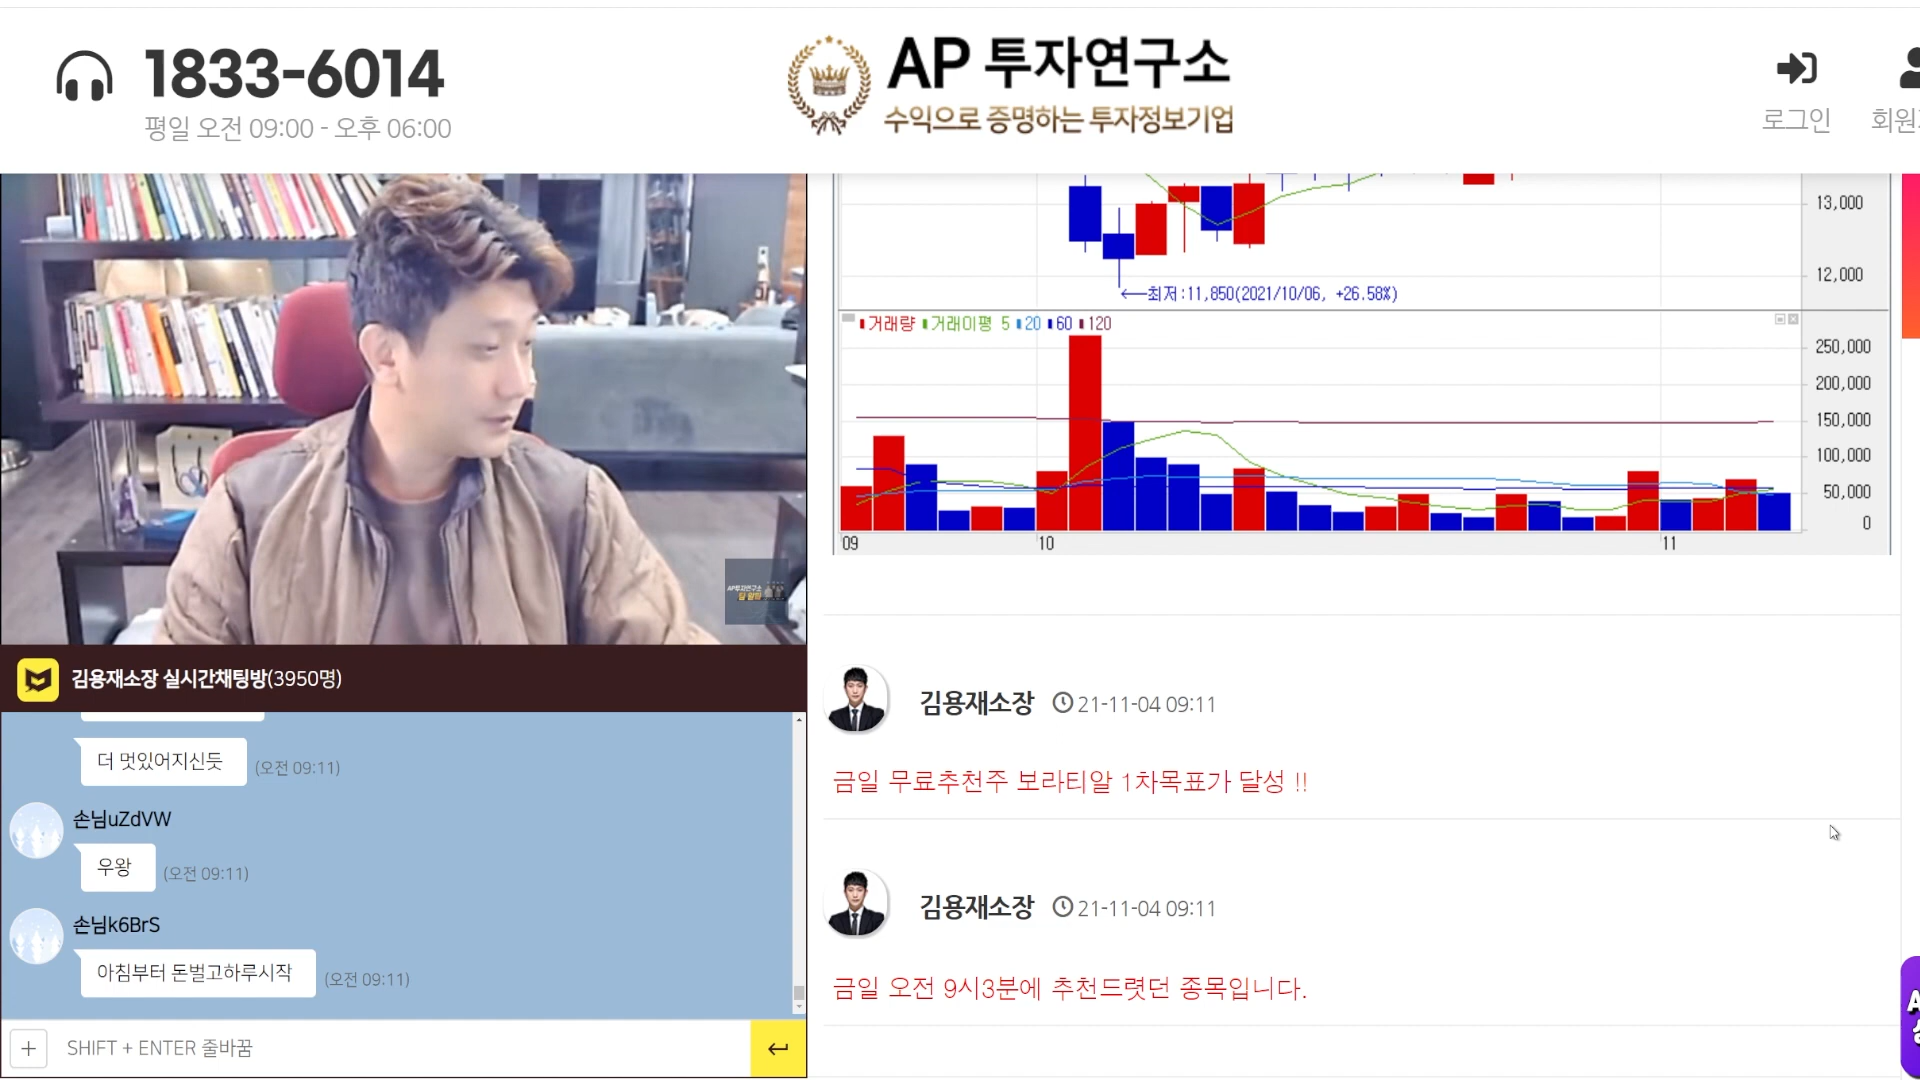 1833-6014
평일 오전 09:00 - 오후 06:00
AP 투자연구소
수익으로 증명하는 투자정보기업
로그인
회원
13,000
12,000
최저:11,850(2021/10/06, +26.58%)
거래량 거래이평 5 20 60 120
250,000
200,000
150,000
100,000
50,000
0
09 10 11
AP투자연구소
김용재소장 실시간채팅방(3950명)
더 멋있어지신듯 (오전 09:11)
손님uZdVW
우왕 (오전 09:11)
손님k6BrS
아침부터 돈벌고하루시작 (오전 09:11)
SHIFT + ENTER 줄바꿈
김용재소장 21-11-04 09:11
금일 무료추천주 보라티알 1차목표가 달성 !!
김용재소장 21-11-04 09:11
금일 오전 9시3분에 추천드렷던 종목입니다.